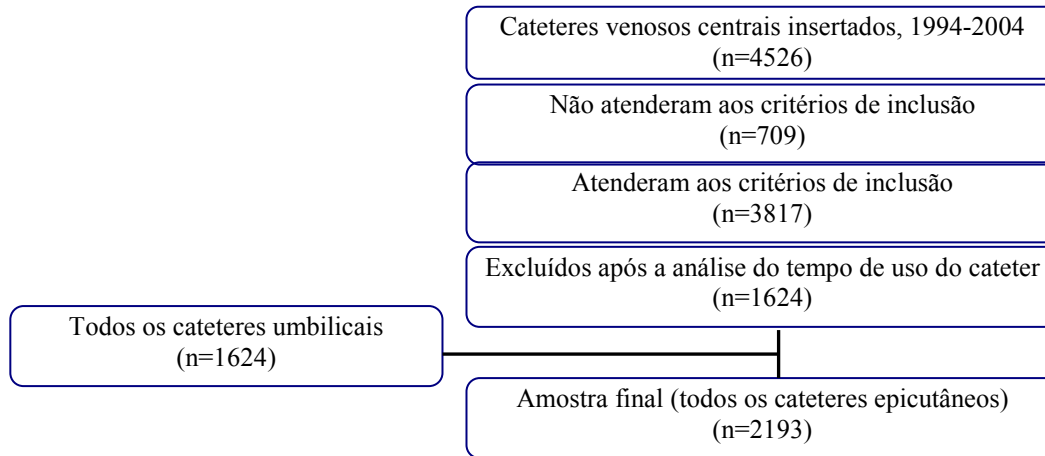 Cateteres venosos centrais insertados, 1994-2004
(n=4526)
Não atenderam aos critérios de inclusão
(n=709)
Atenderam aos critérios de inclusão
(n=3817)
Excluídos após a análise do tempo de uso do cateter
(n=1624)
Todos os cateteres umbilicais
(n=1624)
Amostra final (todos os cateteres epicutâneos)
(n=2193)